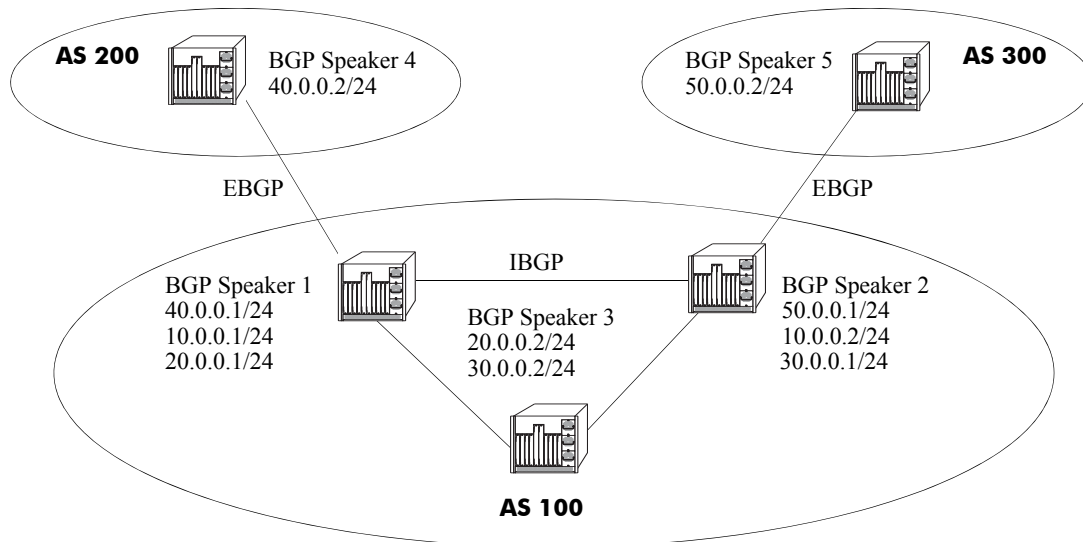 AS 200
BGP Speaker 4
40.0.0.2/24
BGP Speaker 5
50.0.0.2/24
AS 300
EBGP
EBGP
IBGP
BGP Speaker 1
40.0.0.1/24
10.0.0.1/24
20.0.0.1/24
BGP Speaker 3
20.0.0.2/24
30.0.0.2/24
BGP Speaker 2
50.0.0.1/24
10.0.0.2/24
30.0.0.1/24
AS 100